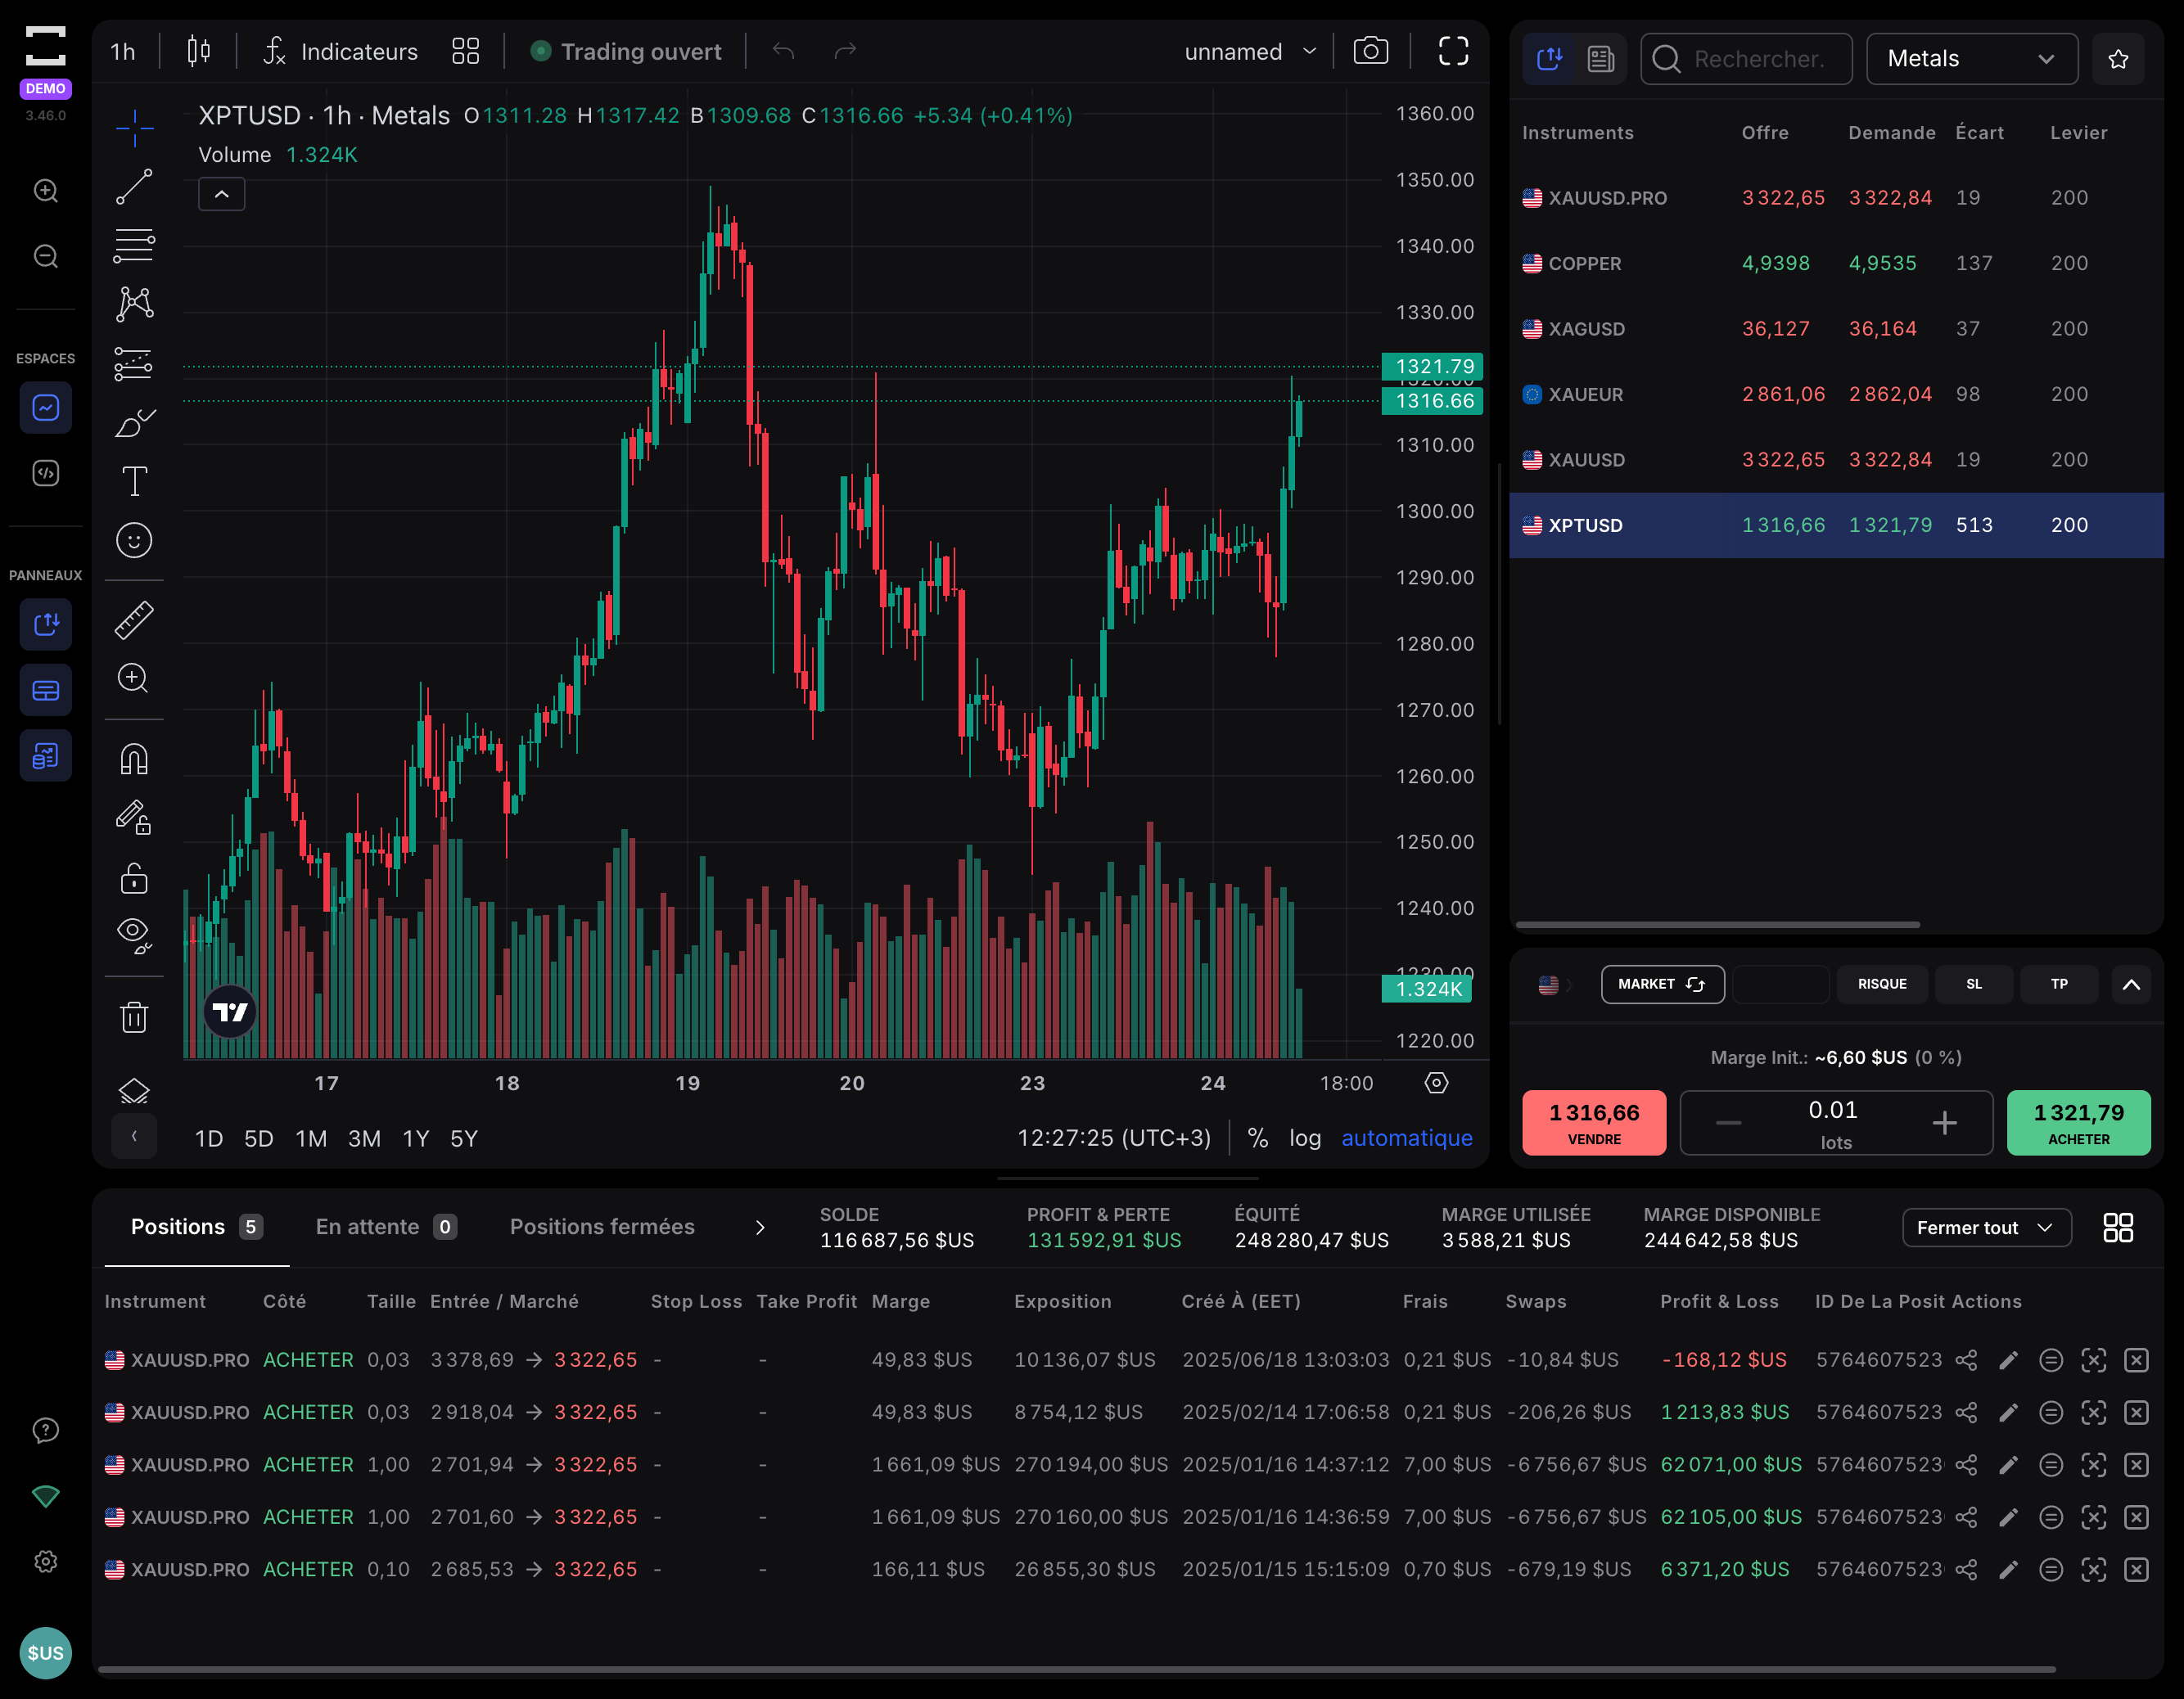 DEMO
3.46.0
ESPACES
PANNEAUX
$US
1h
Indicateurs
Trading ouvert
unnamed
XPTUSD · 1h · Metals O1311.28 H1317.42 B1309.68 C1316.66 +5.34 (+0.41%)
Volume 1.324K
1360.00
1350.00
1340.00
1330.00
1321.79
1316.66
1310.00
1300.00
1290.00
1280.00
1270.00
1260.00
1250.00
1240.00
1.324K
1220.00
17 18 19 20 23 24 18:00
1D 5D 1M 3M 1Y 5Y
12:27:25 (UTC+3) % log automatique
Rechercher.
Metals
Instruments Offre Demande Écart Levier
XAUUSD.PRO 3 322,65 3 322,84 19 200
COPPER 4,9398 4,9535 137 200
XAGUSD 36,127 36,164 37 200
XAUEUR 2 861,06 2 862,04 98 200
XAUUSD 3 322,65 3 322,84 19 200
XPTUSD 1 316,66 1 321,79 513 200
MARKET RISQUE SL TP
Marge Init.: ~6,60 $US (0 %)
1 316,66
VENDRE
0.01
lots
1 321,79
ACHETER
Positions 5 En attente 0 Positions fermées
SOLDE
116 687,56 $US
PROFIT & PERTE
131 592,91 $US
ÉQUITÉ
248 280,47 $US
MARGE UTILISÉE
3 588,21 $US
MARGE DISPONIBLE
244 642,58 $US
Fermer tout
Instrument Côté Taille Entrée / Marché Stop Loss Take Profit Marge Exposition Créé À (EET) Frais Swaps Profit & Loss ID De La Posit Actions
XAUUSD.PRO ACHETER 0,03 3 378,69 → 3 322,65 - - 49,83 $US 10 136,07 $US 2025/06/18 13:03:03 0,21 $US -10,84 $US -168,12 $US 5764607523
XAUUSD.PRO ACHETER 0,03 2 918,04 → 3 322,65 - - 49,83 $US 8 754,12 $US 2025/02/14 17:06:58 0,21 $US -206,26 $US 1 213,83 $US 5764607523
XAUUSD.PRO ACHETER 1,00 2 701,94 → 3 322,65 - - 1 661,09 $US 270 194,00 $US 2025/01/16 14:37:12 7,00 $US -6 756,67 $US 62 071,00 $US 5764607523
XAUUSD.PRO ACHETER 1,00 2 701,60 → 3 322,65 - - 1 661,09 $US 270 160,00 $US 2025/01/16 14:36:59 7,00 $US -6 756,67 $US 62 105,00 $US 5764607523
XAUUSD.PRO ACHETER 0,10 2 685,53 → 3 322,65 - - 166,11 $US 26 855,30 $US 2025/01/15 15:15:09 0,70 $US -679,19 $US 6 371,20 $US 5764607523